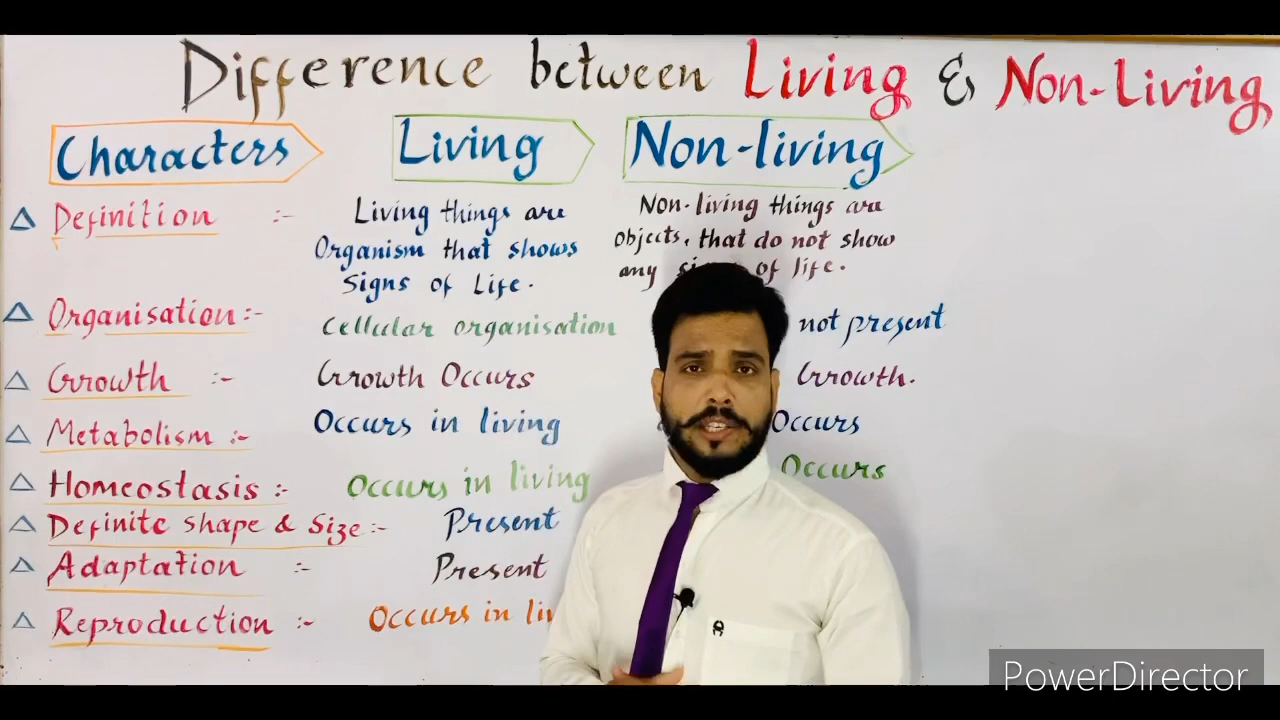 Difference between Living & Non-Living
Characters Living Non-living
Definition :- Living things are Non-living things are
Organism that shows objects, that do not show
Signs of Life. any of life.
Organisation :- Cellular organisation not present
Growth :- Growth Occurs Growth.
Metabolism :- Occurs in living Occurs
Homeostasis :- Occurs in living Occurs
Definite shape & Size :- Present
Adaptation :- Present
Reproduction :- Occurs in
PowerDirector